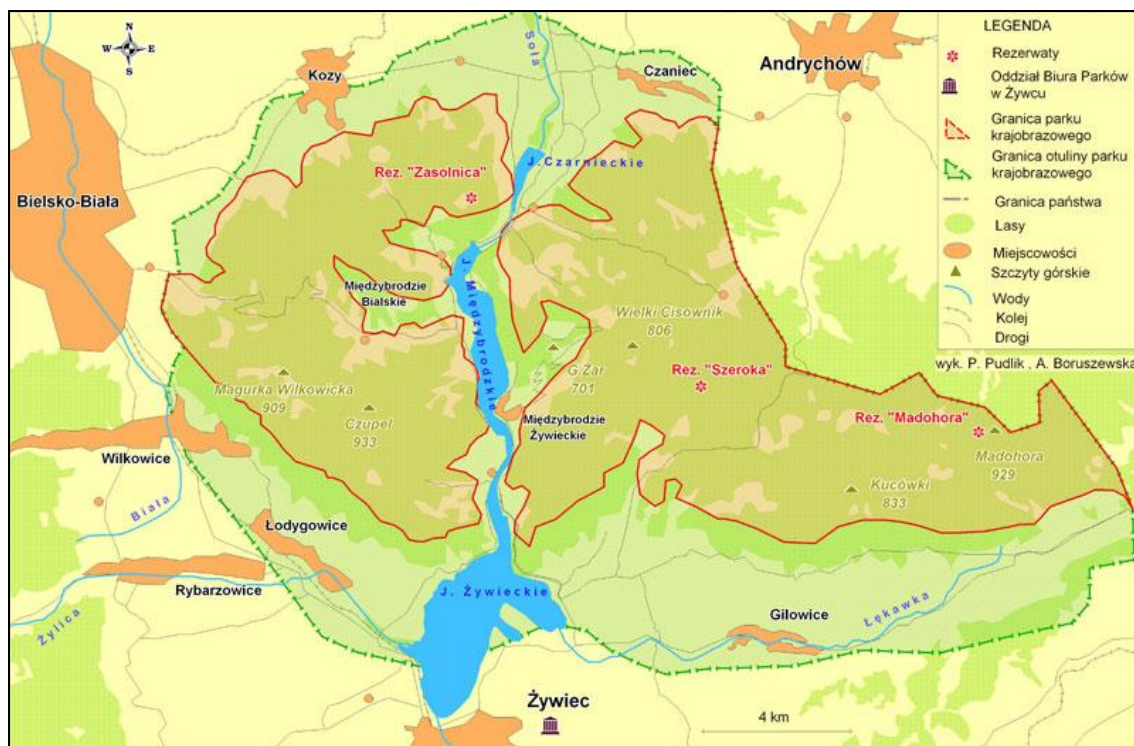 N
W E
S
Soła
Kozy
Czaniec
Andrychów
LEGENDA
Rezerwaty
Oddział Biura Parków
w Żywcu
Granica parku
krajobrazowego
Granica otuliny parku
krajobrazowego
Granica państwa
Lasy
Miejscowości
Szczyty górskie
Wody
Kolej
Drogi
wyk. P. Pudlik , A. Boruszewska
J.Czarnieckie
Rez. "Zasolnica"
Bielsko-Biała
J. Międzybrodzkie
Międzybrodzie
Bialskie
Wielki Cisownik
806
G.Żar
701
Rez. "Szeroka"
Magurka Wilkowicka
909
Czupel
933
Międzybrodzie
Żywieckie
Rez. "Madohora"
Madohora
929
Kucówki
833
Wilkowice
Biała
Łodygowice
Rybarzowice
Żylica
J. Żywieckie
Gilowice
Łękawka
Żywiec
4 km